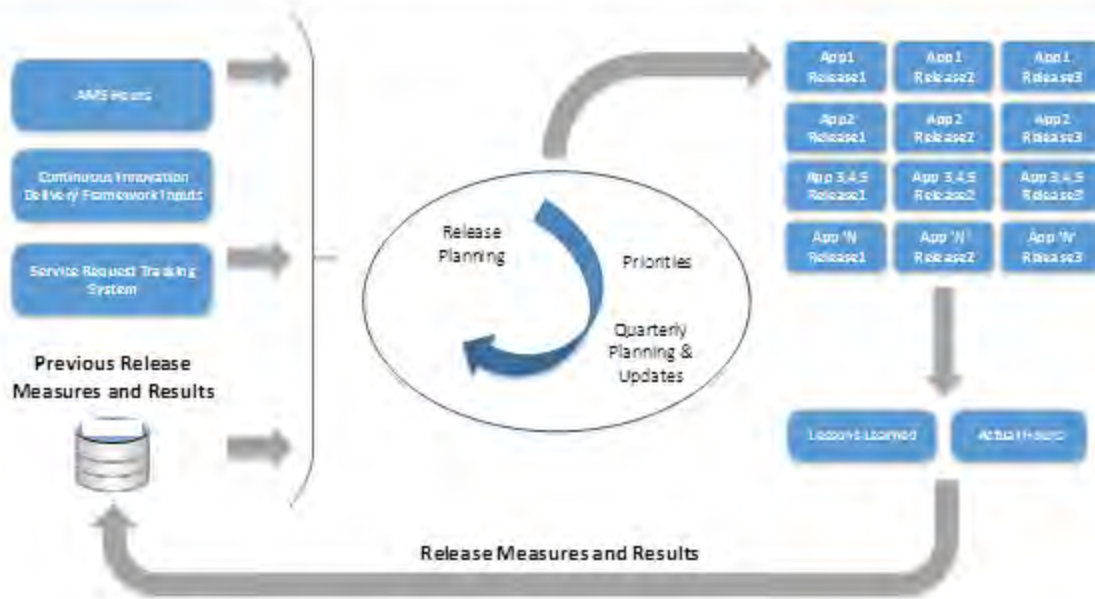 AMS Hours
Continuous Innovation
Delivery Framework Inputs
Service Request Tracking
System
Previous Release
Measures and Results
Release
Planning
Priorities
Quarterly
Planning &
Updates
App1
Release1
App1
Release2
App1
Release3
App2
Release1
App2
Release2
App2
Release3
App 3,4,5
Release1
App 3,4,5
Release2
App 3,4,5
Release3
App 'N'
Release1
App 'N'
Release2
App 'N'
Release3
Lessons Learned
Actual Hours
Release Measures and Results